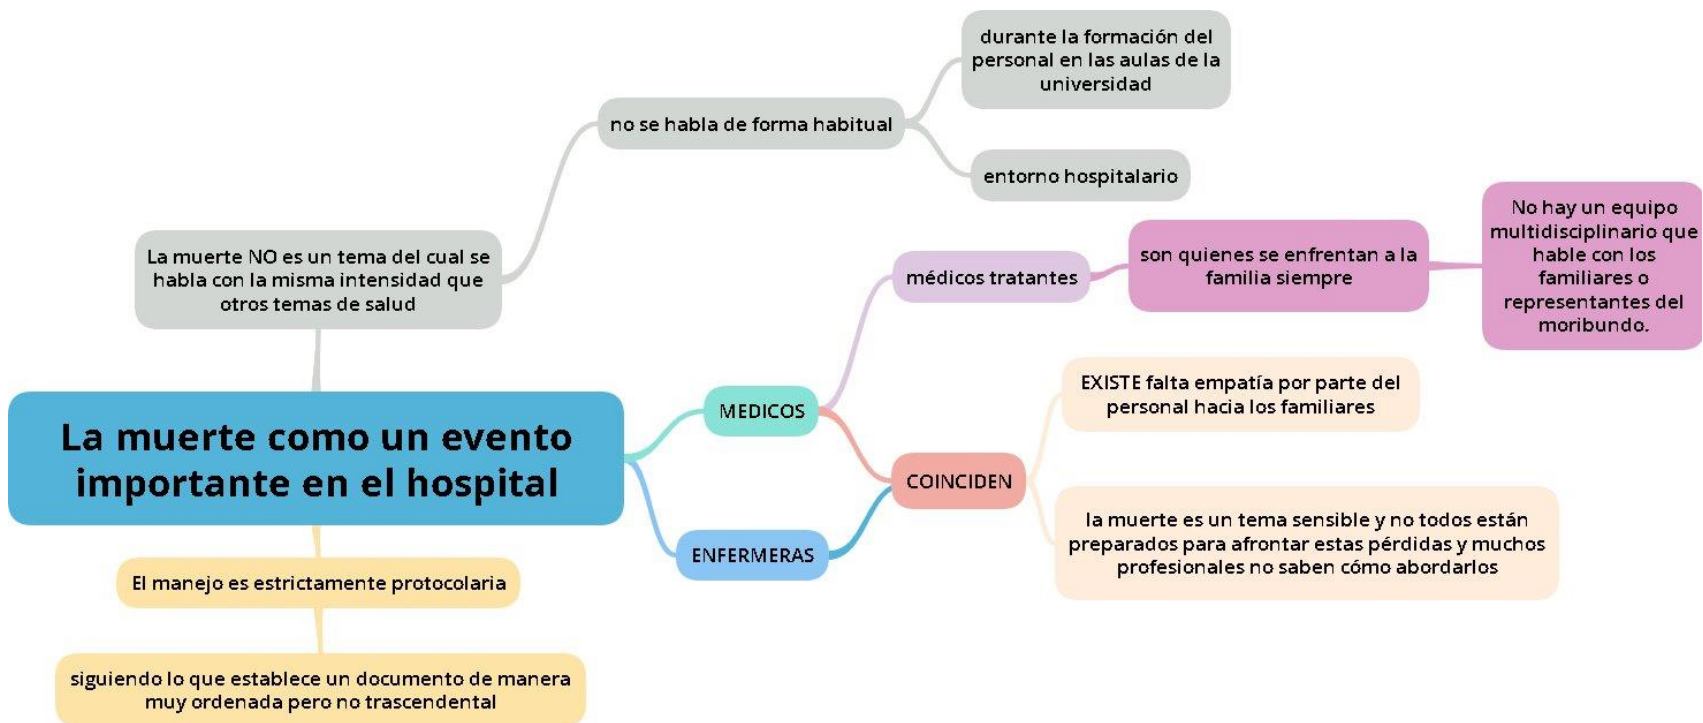 durante la formación del
personal en las aulas de la
universidad
no se habla de forma habitual
entorno hospitalario
La muerte NO es un tema del cual se
habla con la misma intensidad que
otros temas de salud
La muerte como un evento
importante en el hospital
El manejo es estrictamente protocolaria
siguiendo lo que establece un documento de manera
muy ordenada pero no trascendental
MEDICOS
médicos tratantes
son quienes se enfrentan a la
familia siempre
No hay un equipo
multidisciplinario que
hable con los
familiares o
representantes del
moribundo.
ENFERMERAS
COINCIDEN
EXISTE falta empatía por parte del
personal hacia los familiares
la muerte es un tema sensible y no todos están
preparados para afrontar estas pérdidas y muchos
profesionales no saben cómo abordarlos